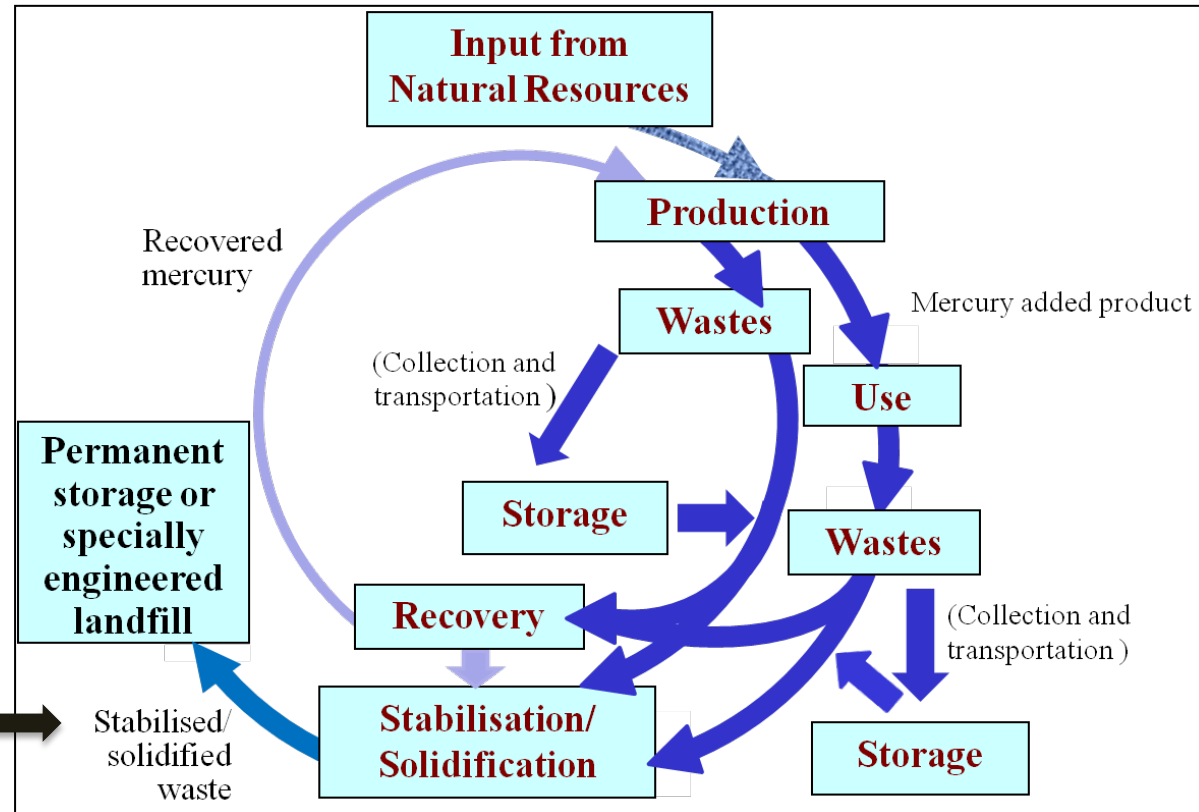 Input from
Natural Resources
Production
Recovered
mercury
Wastes
Mercury added product
(Collection and
transportation )
Use
Permanent
storage or
specially
engineered
landfill
Storage
Wastes
Recovery
(Collection and
transportation )
Stabilisation/
Solidification
Stabilised/
solidified
waste
Storage